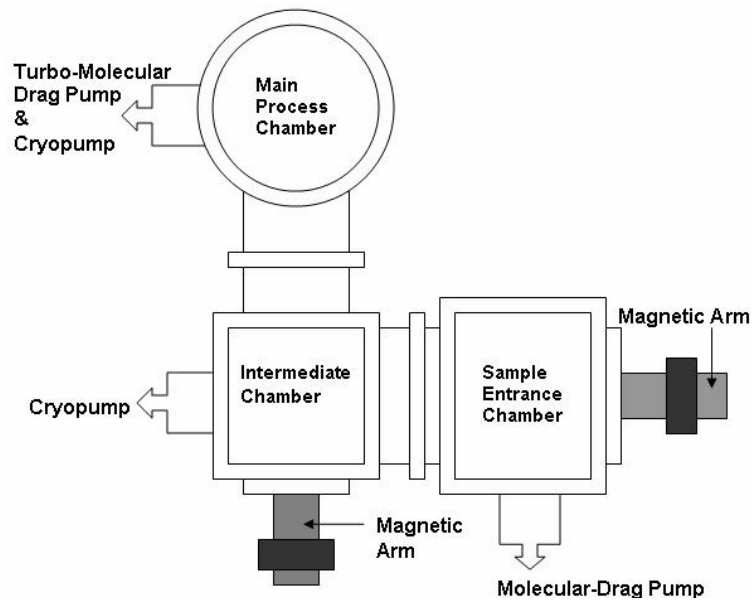 Turbo-Molecular
Drag Pump
&
Cryopump
Main
Process
Chamber
Magnetic Arm
Intermediate
Chamber
Sample
Entrance
Chamber
Cryopump
Magnetic
Arm
Molecular-Drag Pump